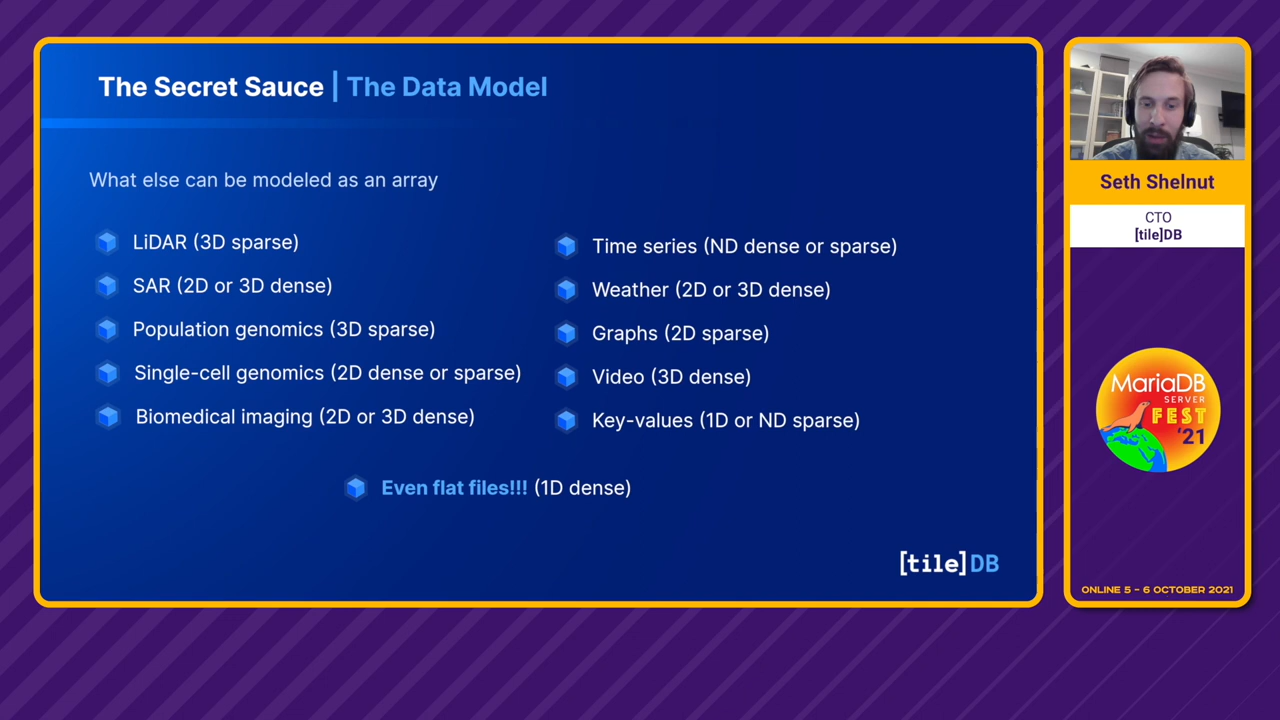 The Secret Sauce | The Data Model
What else can be modeled as an array
LiDAR (3D sparse)
SAR (2D or 3D dense)
Population genomics (3D sparse)
Single-cell genomics (2D dense or sparse)
Biomedical imaging (2D or 3D dense)
Time series (ND dense or sparse)
Weather (2D or 3D dense)
Graphs (2D sparse)
Video (3D dense)
Key-values (1D or ND sparse)
Even flat files!!! (1D dense)
[tile]DB
Seth Shelnut
CTO
[tile]DB
MariaDB
SERVER
FEST
'21
ONLINE 5 - 6 OCTOBER 2021